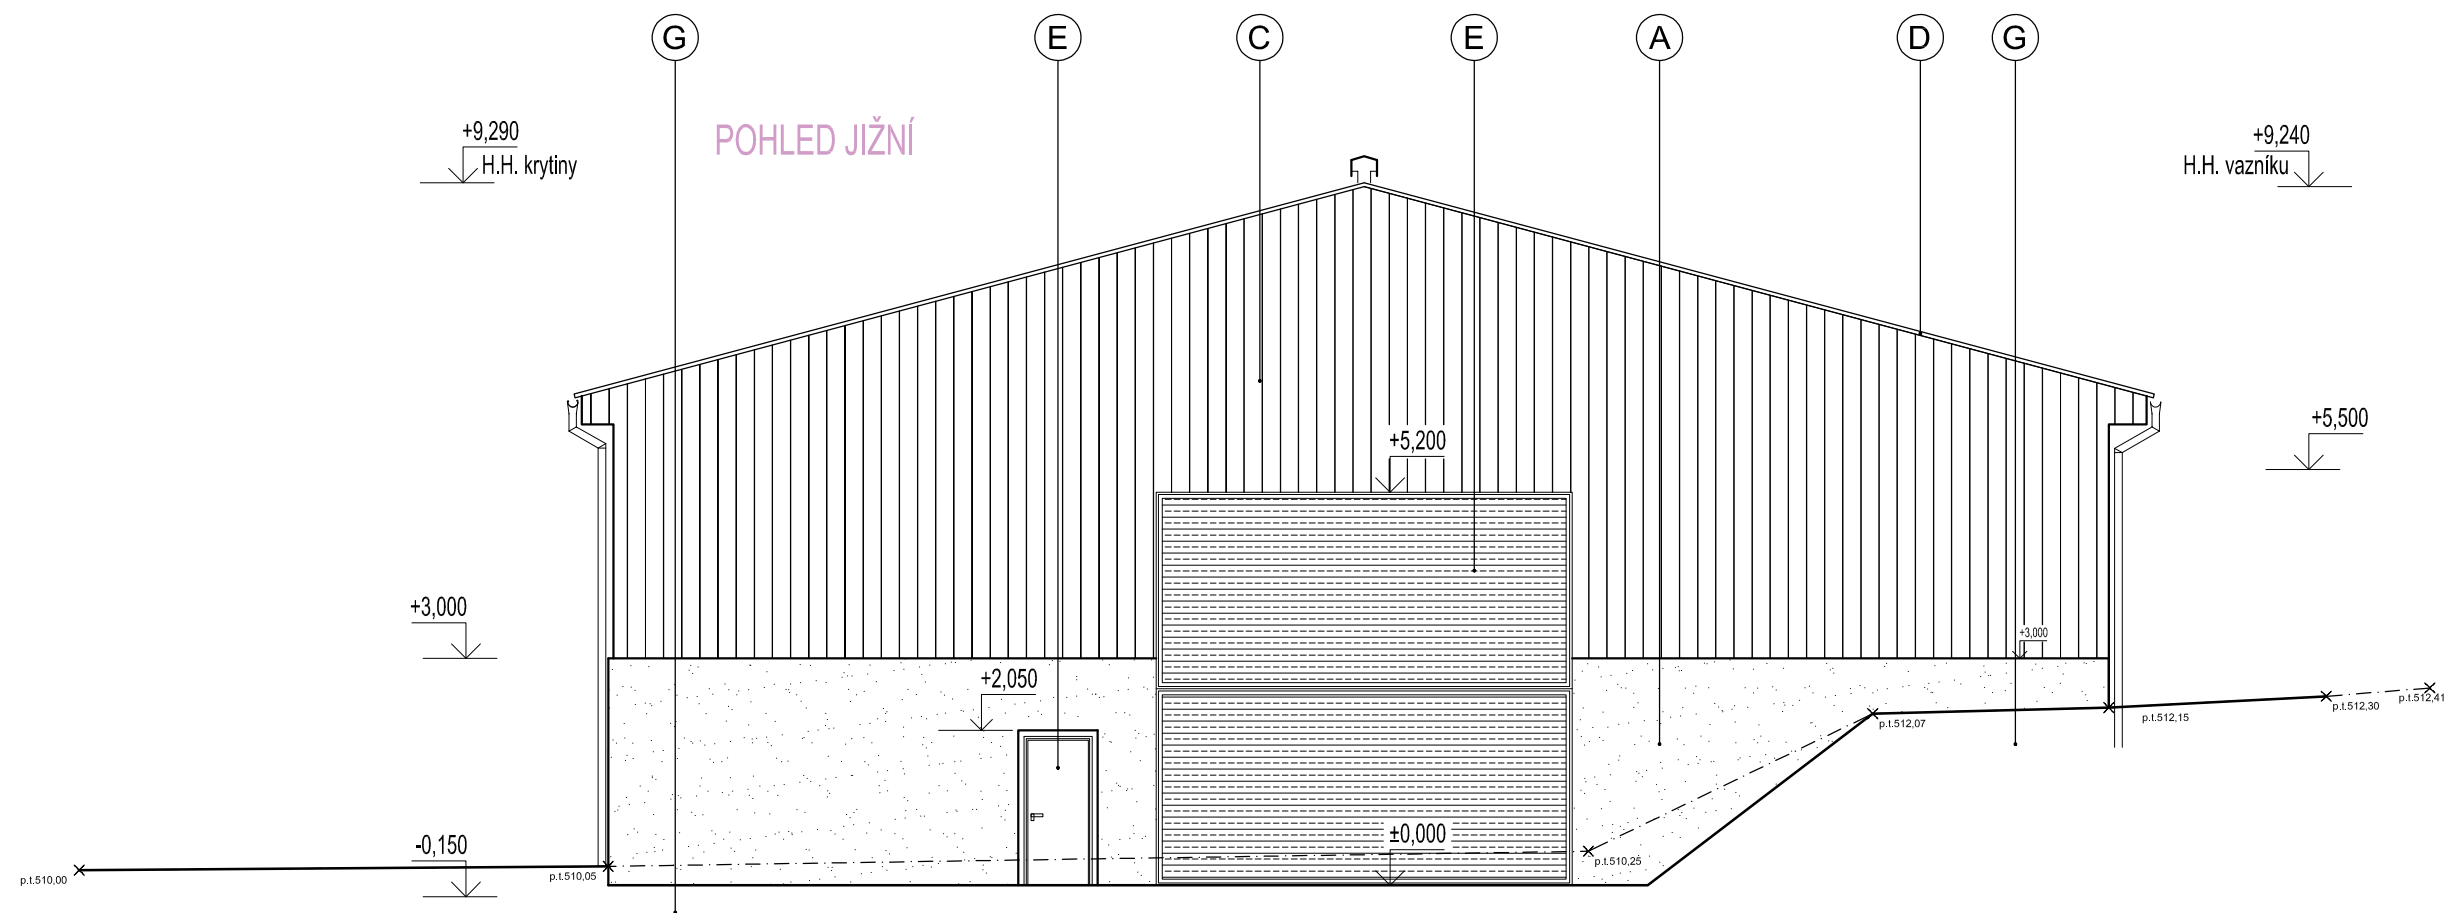 G E C E A D G
+9,290
H.H. krytiny
POHLED JIŽNÍ
+9,240
H.H. vazníku
+5,500
+5,200
+3,000
+3,000
+2,050
p.t.512,41
p.t.512,30
p.t.512,15
p.t.512,07
±0,000
-0,150
p.t.510,25
p.t.510,05
p.t.510,00